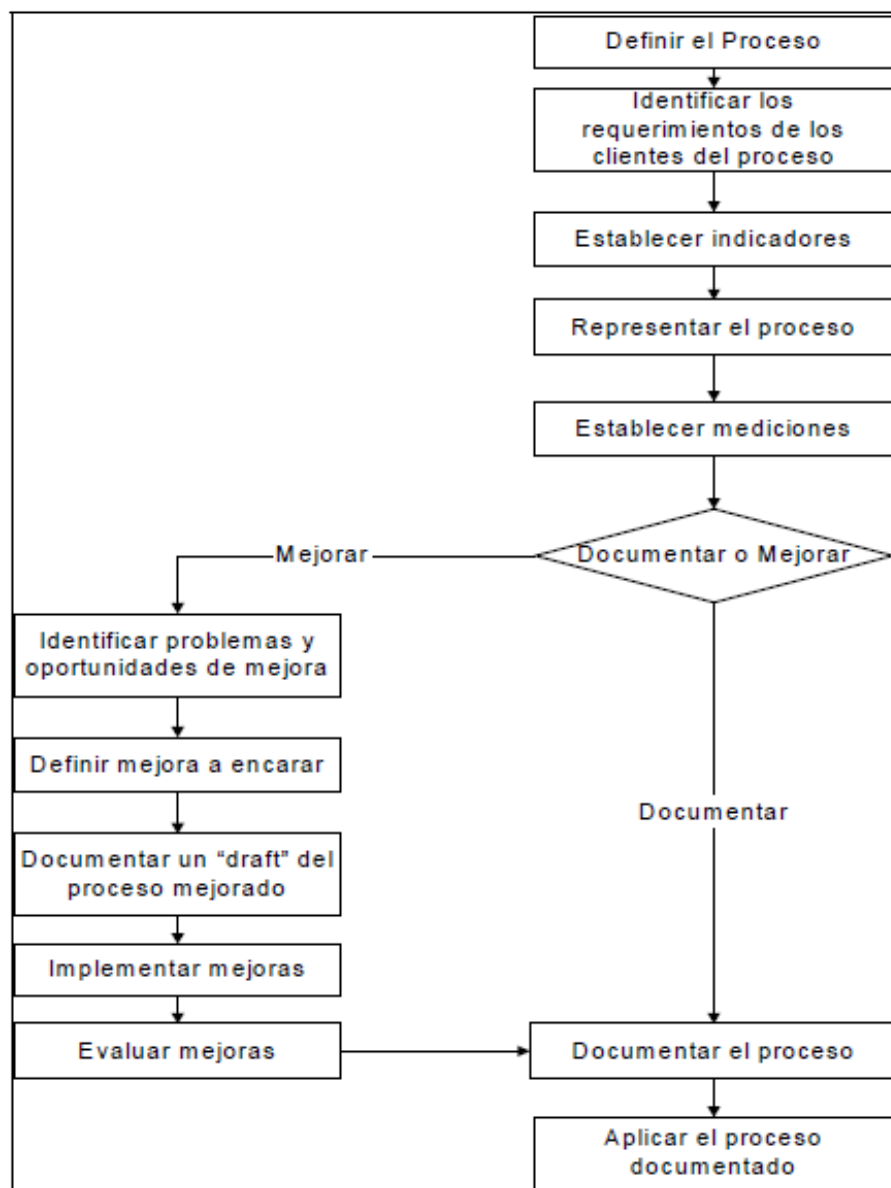 Definir el Proceso
Identificar los
requerimientos de los
clientes del proceso
Establecer indicadores
Representar el proceso
Establecer mediciones
Documentar o Mejorar
Mejorar
Identificar problemas y
oportunidades de mejora
Definir mejora a encarar
Documentar un “draft” del
proceso mejorado
Implementar mejoras
Evaluar mejoras
Documentar
Documentar el proceso
Aplicar el proceso
documentado